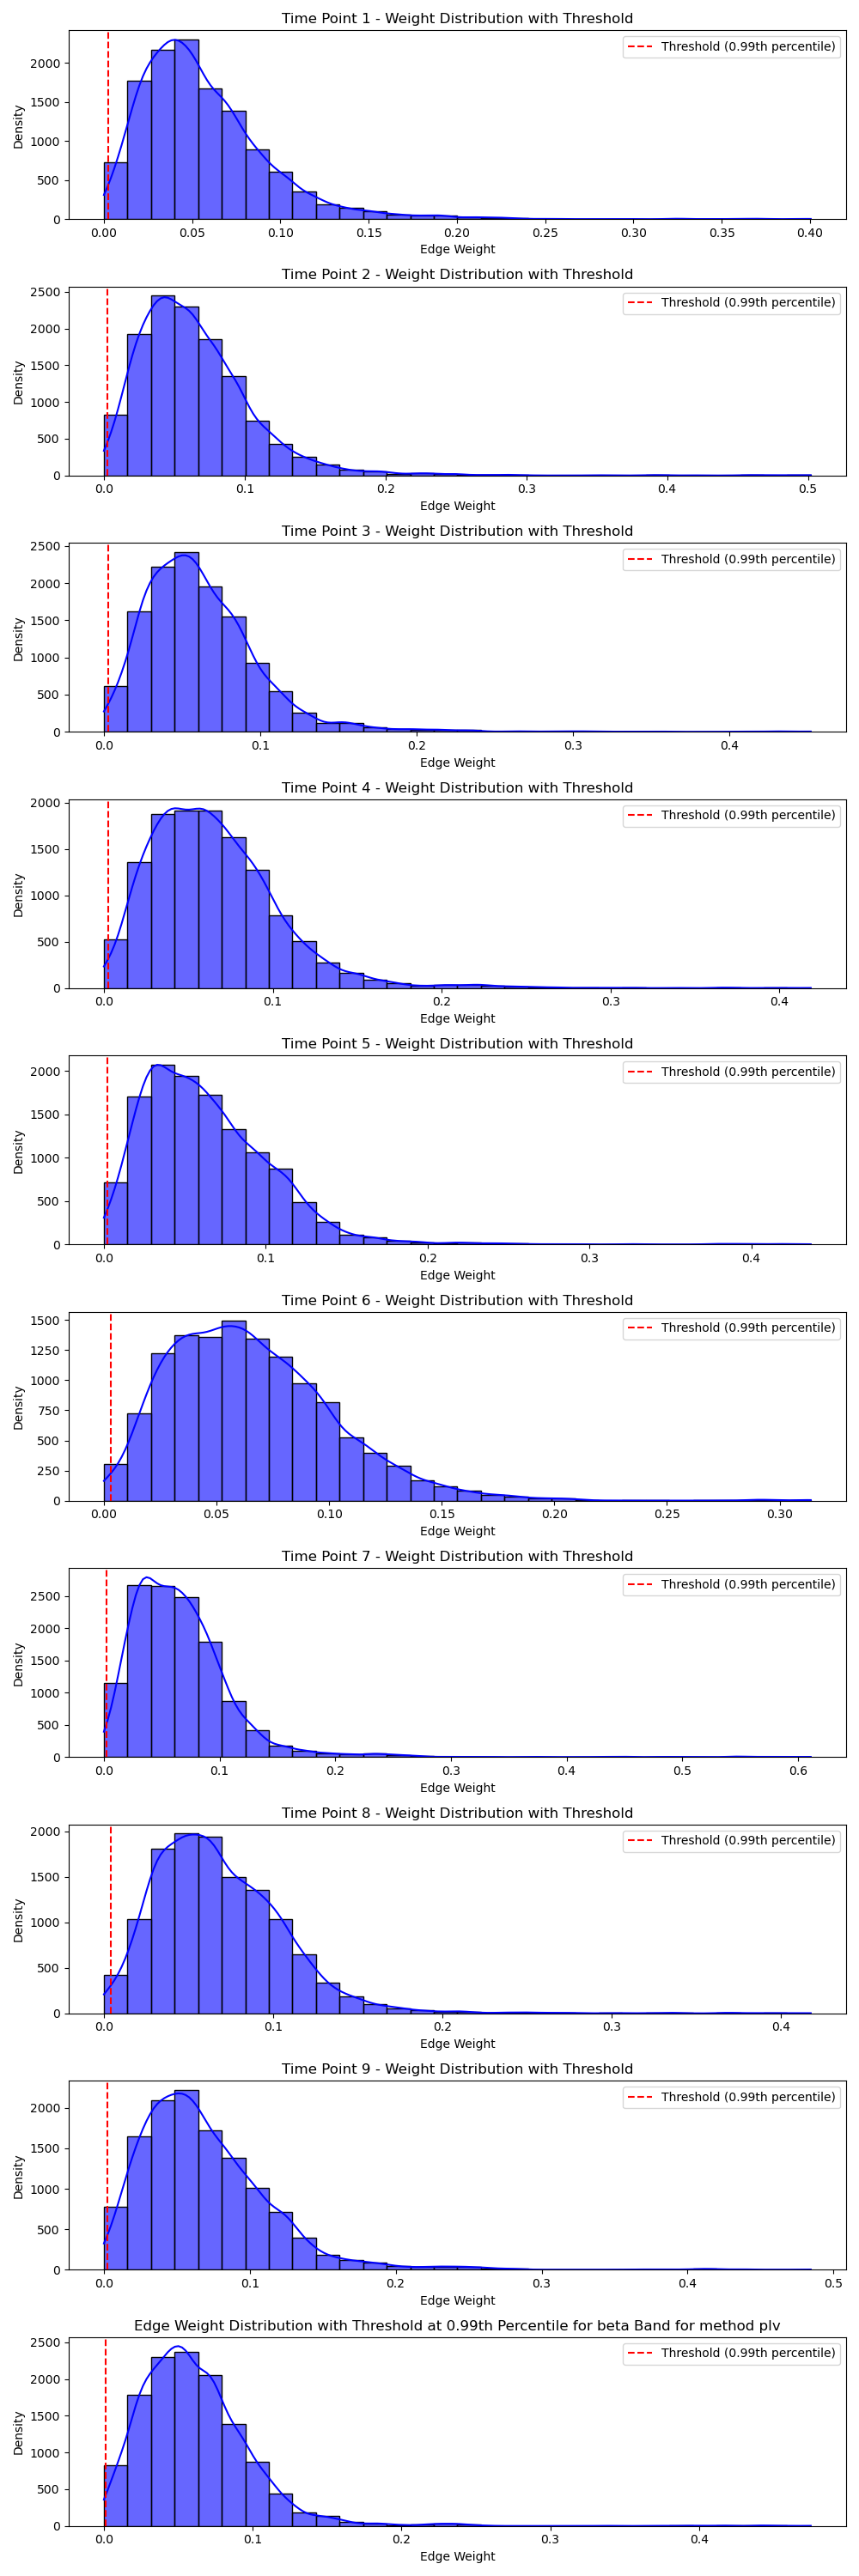 Time Point 1 - Weight Distribution with Threshold
Threshold (0.99th percentile)
Density
2000
1500
1000
500
0
0.00 0.05 0.10 0.15 0.20 0.25 0.30 0.35 0.40
Edge Weight
Time Point 2 - Weight Distribution with Threshold
Threshold (0.99th percentile)
Density
2500
2000
1500
1000
500
0
0.0 0.1 0.2 0.3 0.4 0.5
Edge Weight
Time Point 3 - Weight Distribution with Threshold
Threshold (0.99th percentile)
Density
2500
2000
1500
1000
500
0
0.0 0.1 0.2 0.3 0.4
Edge Weight
Time Point 4 - Weight Distribution with Threshold
Threshold (0.99th percentile)
Density
2000
1500
1000
500
0
0.0 0.1 0.2 0.3 0.4
Edge Weight
Time Point 5 - Weight Distribution with Threshold
Threshold (0.99th percentile)
Density
2000
1500
1000
500
0
0.0 0.1 0.2 0.3 0.4
Edge Weight
Time Point 6 - Weight Distribution with Threshold
Threshold (0.99th percentile)
Density
1500
1250
1000
750
500
250
0
0.00 0.05 0.10 0.15 0.20 0.25 0.30
Edge Weight
Time Point 7 - Weight Distribution with Threshold
Threshold (0.99th percentile)
Density
2500
2000
1500
1000
500
0
0.0 0.1 0.2 0.3 0.4 0.5 0.6
Edge Weight
Time Point 8 - Weight Distribution with Threshold
Threshold (0.99th percentile)
Density
2000
1500
1000
500
0
0.0 0.1 0.2 0.3 0.4
Edge Weight
Time Point 9 - Weight Distribution with Threshold
Threshold (0.99th percentile)
Density
2000
1500
1000
500
0
0.0 0.1 0.2 0.3 0.4 0.5
Edge Weight
Edge Weight Distribution with Threshold at 0.99th Percentile for beta Band for method plv
Threshold (0.99th percentile)
Density
2500
2000
1500
1000
500
0
0.0 0.1 0.2 0.3 0.4
Edge Weight